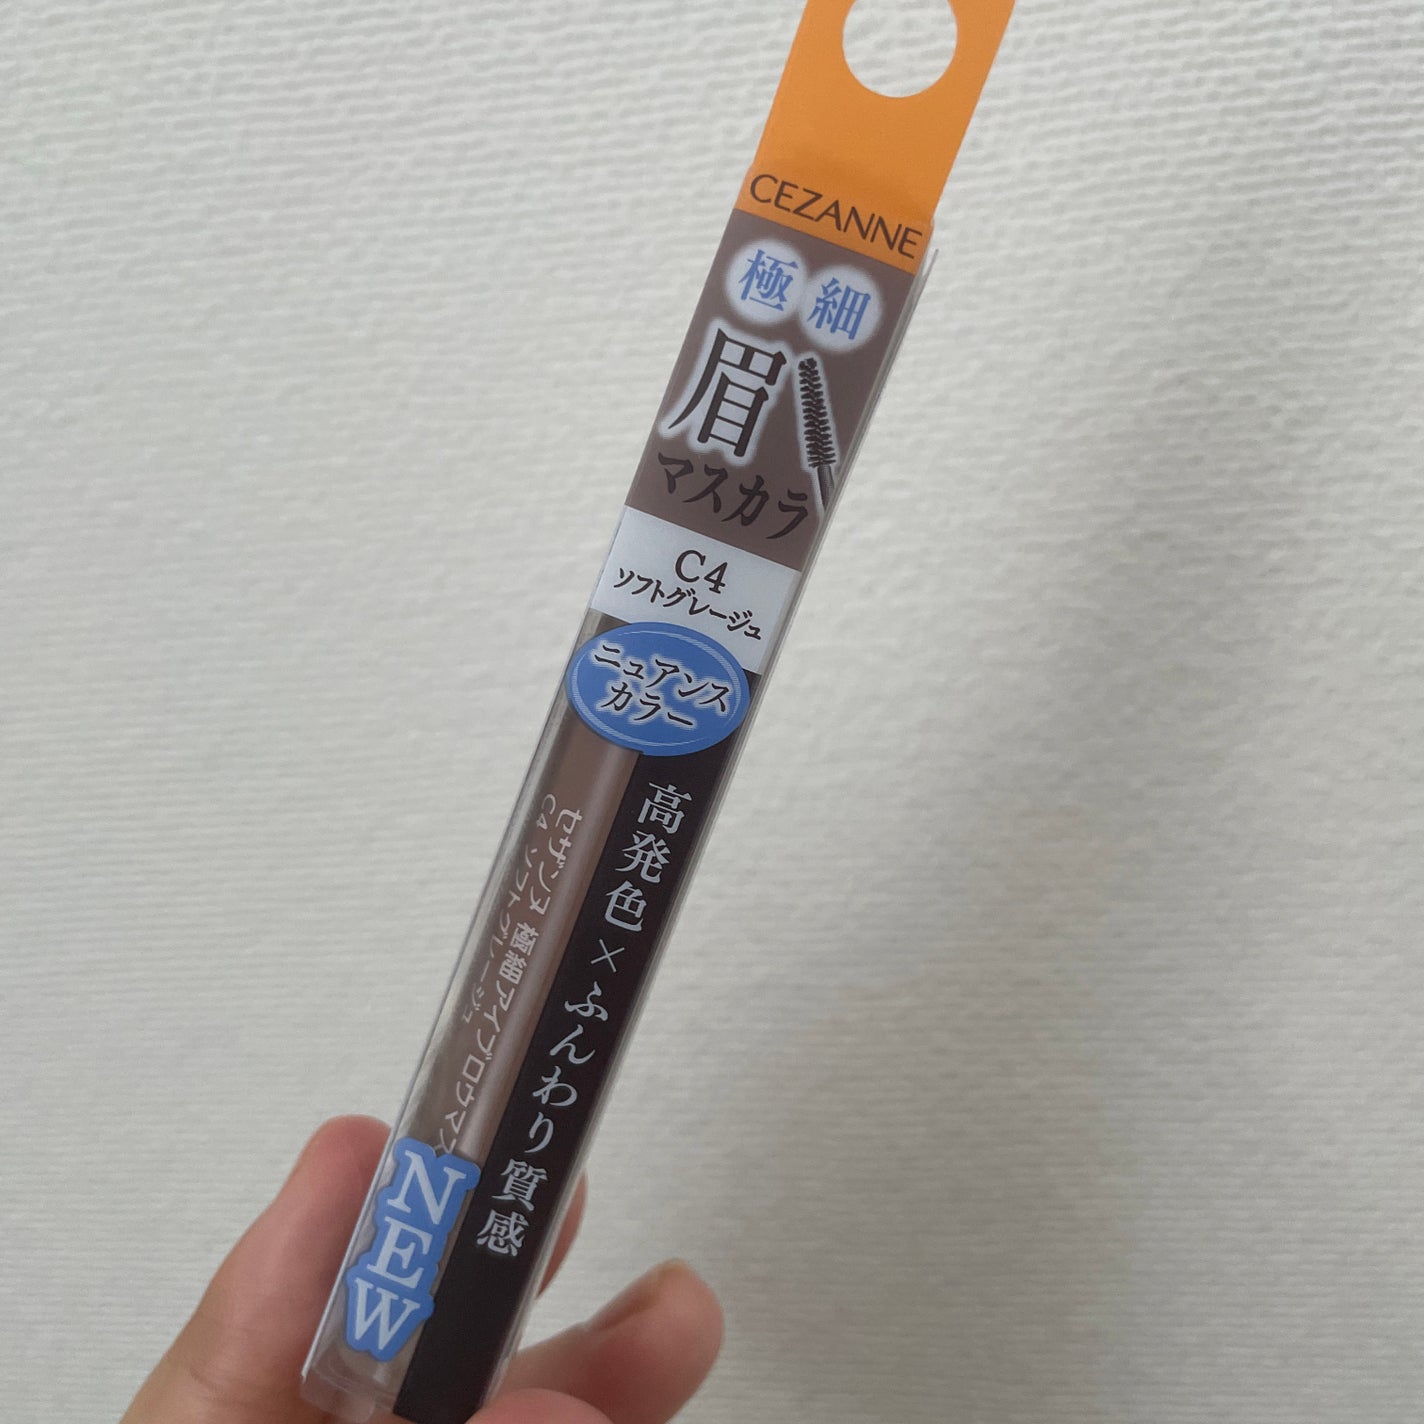 CEZANNE
極細
眉
マスカラ
C4
ソフトグレージュ
ニュアンス
カラー
高発色×ふんわり質感
セザンヌ 極細アイブロウマス
C4 ソフトグレージュ
NEW